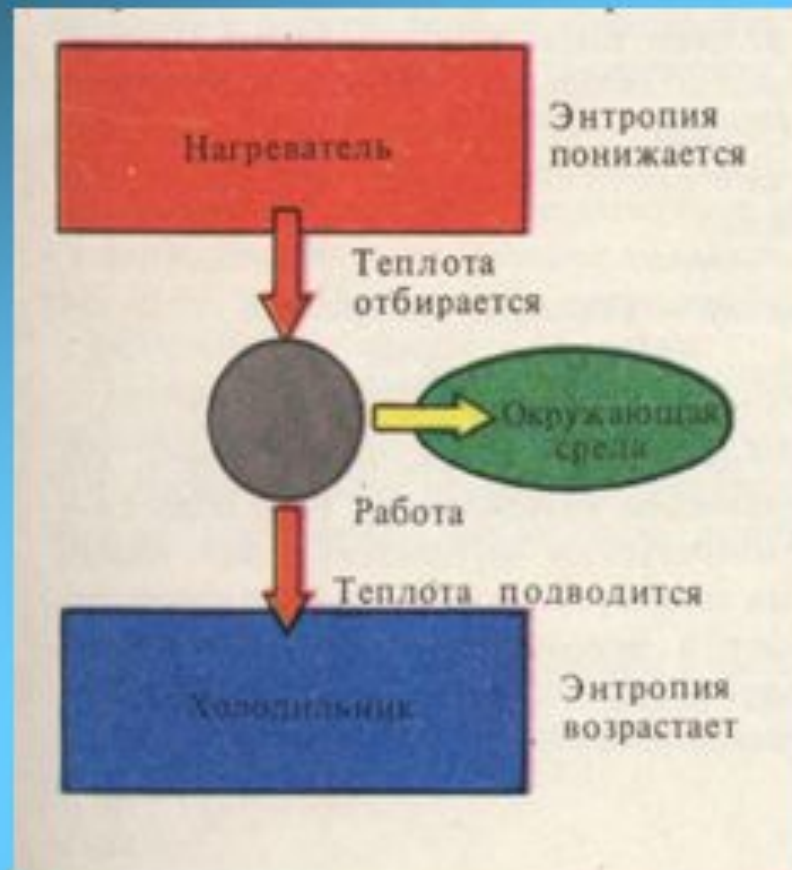 Нагреватель
Энтропия
понижается
Теплота
отбирается
Окружающая
среда
Работа
Теплота подводится
Холодильник
Энтропия
возрастает